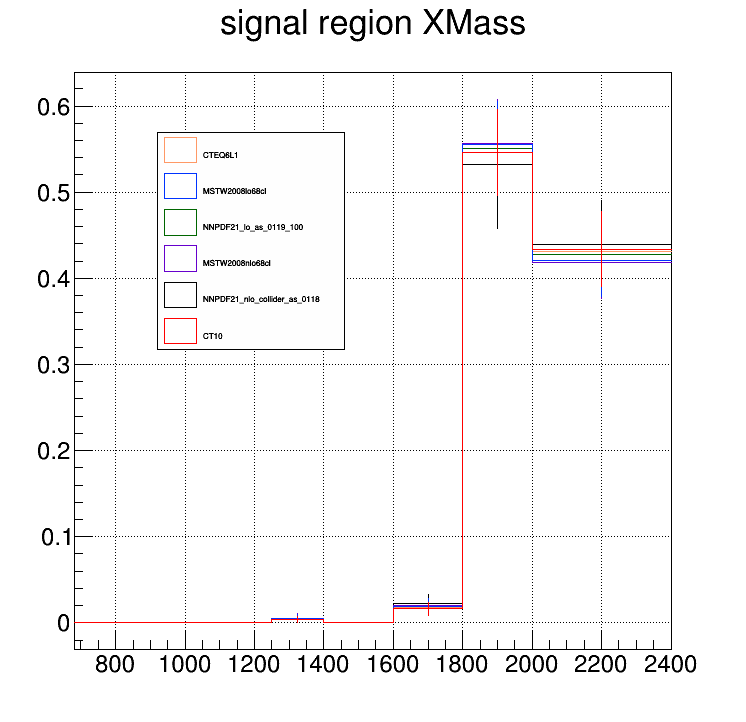 signal region XMass
0.6
0.5
0.4
0.3
0.2
0.1
0
CTEQ6L1
MSTW2008lo68cl
NNPDF21_lo_as_0119_100
MSTW2008nlo68cl
NNPDF21_nlo_collider_as_0118
CT10
800 1000 1200 1400 1600 1800 2000 2200 2400